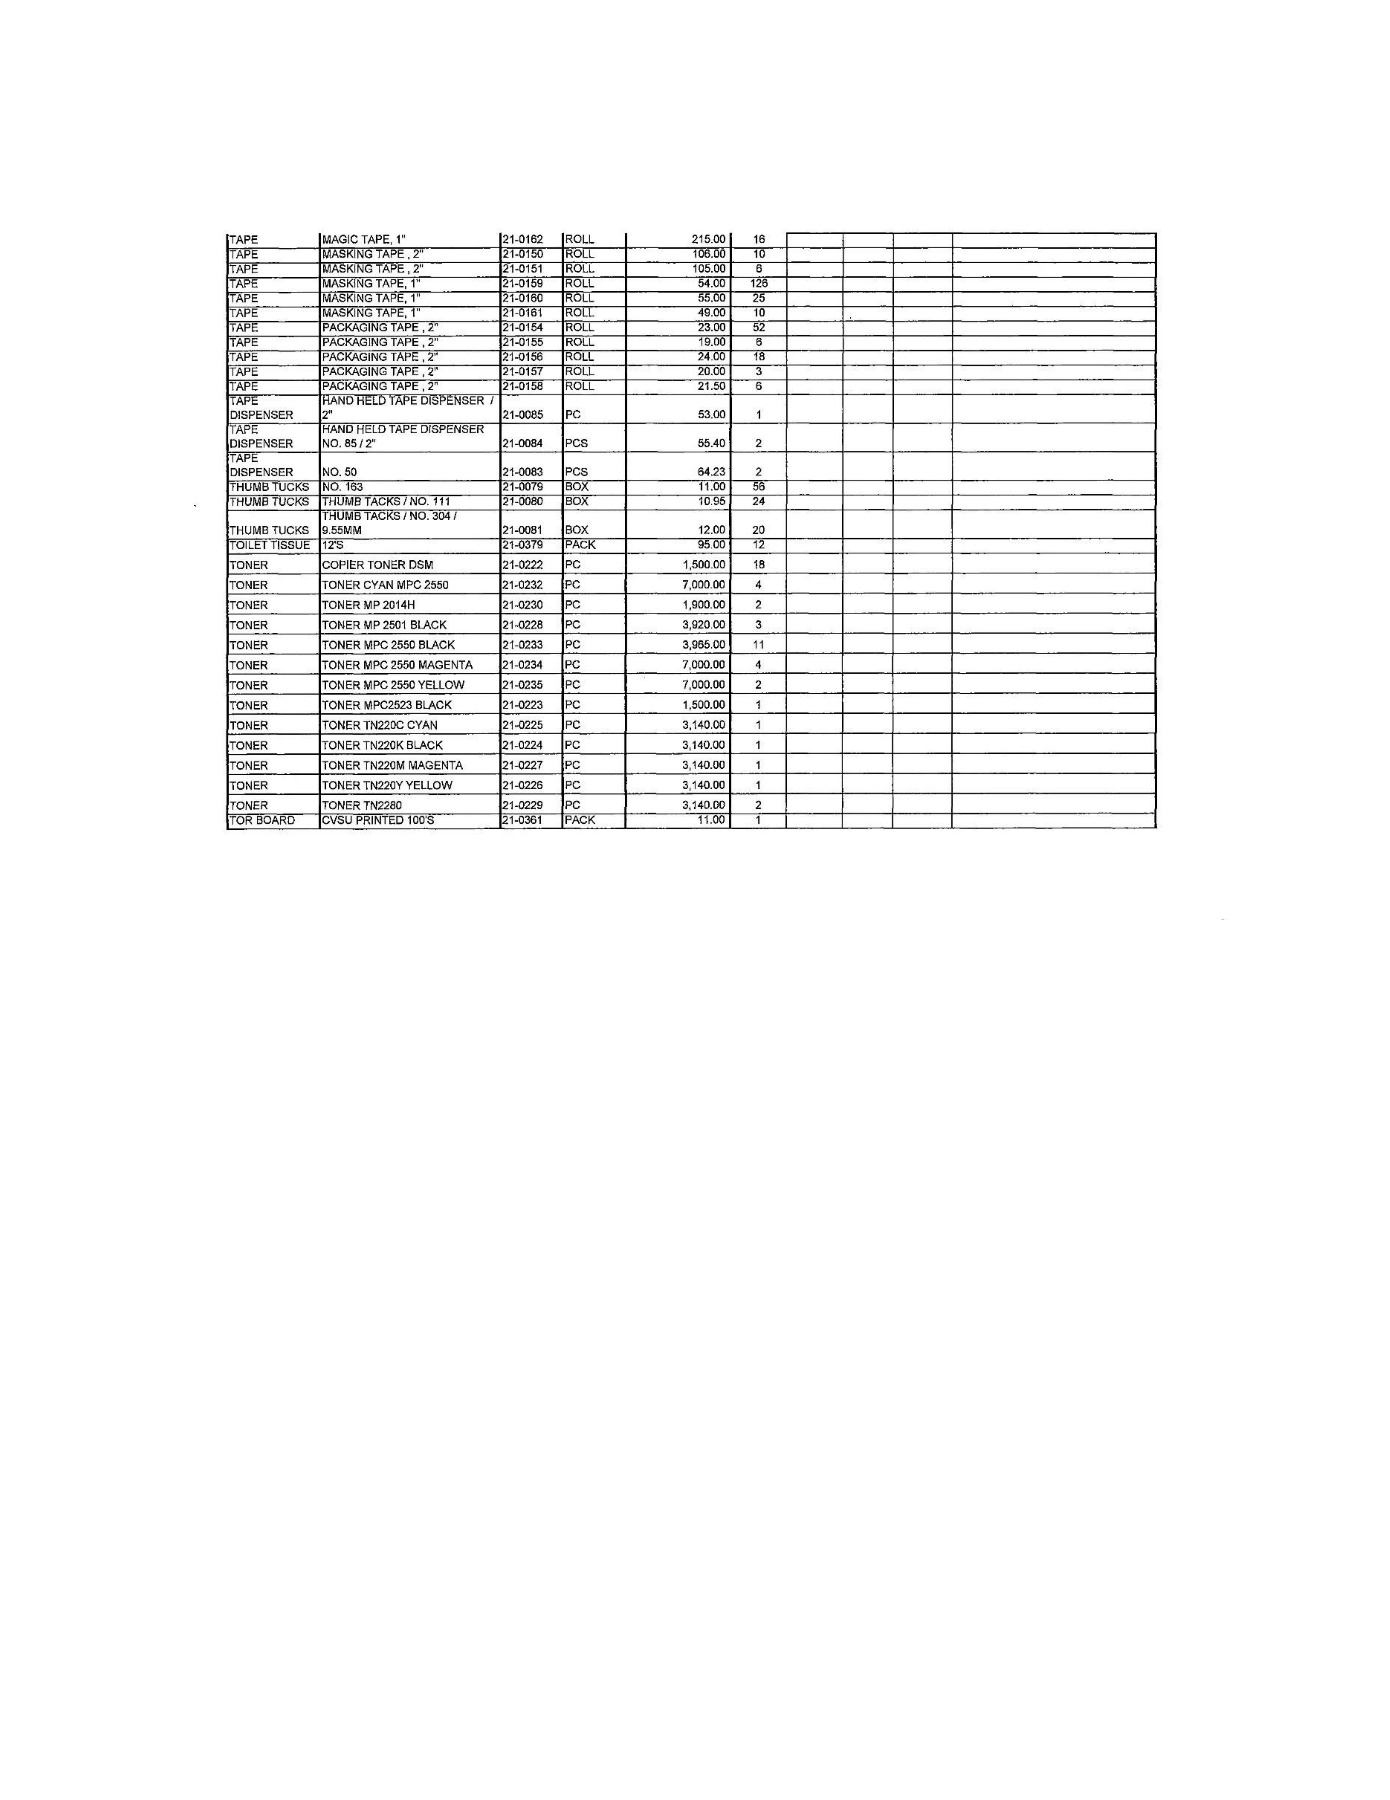 TAPE MAGIC TAPE, 1" 21-0162 ROLL 215.00 16
TAPE MASKING TAPE , 2" 21-0150 ROLL 106.00 10
TAPE MASKING TAPE , 2" 21-0151 ROLL 105.00 6
TAPE MASKING TAPE, 1" 21-0159 ROLL 54.00 126
TAPE MASKING TAPE, 1" 21-0160 ROLL 55.00 25
TAPE MASKING TAPE, 1" 21-0161 ROLL 49.00 10
TAPE PACKAGING TAPE , 2" 21-0154 ROLL 23.00 52
TAPE PACKAGING TAPE , 2" 21-0155 ROLL 19.00 6
TAPE PACKAGING TAPE , 2" 21-0156 ROLL 24.00 18
TAPE PACKAGING TAPE , 2" 21-0157 ROLL 20.00 3
TAPE PACKAGING TAPE , 2" 21-0158 ROLL 21.50 6
TAPE HAND HELD TAPE DISPENSER /
DISPENSER 2" 21-0085 PC 53.00 1
TAPE HAND HELD TAPE DISPENSER
DISPENSER NO. 85 / 2" 21-0084 PCS 55.40 2
TAPE
DISPENSER NO. 50 21-0083 PCS 64.23 2
THUMB TUCKS NO. 163 21-0079 BOX 11.00 56
THUMB TUCKS THUMB TACKS / NO. 111 21-0080 BOX 10.95 24
THUMB TACKS / NO. 304 /
THUMB TUCKS 9.55MM 21-0081 BOX 12.00 20
TOILET TISSUE 12'S 21-0379 PACK 95.00 12
TONER COPIER TONER DSM 21-0222 PC 1,500.00 18
TONER TONER CYAN MPC 2550 21-0232 PC 7,000.00 4
TONER TONER MP 2014H 21-0230 PC 1,900.00 2
TONER TONER MP 2501 BLACK 21-0228 PC 3,920.00 3
TONER TONER MPC 2550 BLACK 21-0233 PC 3,965.00 11
TONER TONER MPC 2550 MAGENTA 21-0234 PC 7,000.00 4
TONER TONER MPC 2550 YELLOW 21-0235 PC 7,000.00 2
TONER TONER MPC2523 BLACK 21-0223 PC 1,500.00 1
TONER TONER TN220C CYAN 21-0225 PC 3,140.00 1
TONER TONER TN220K BLACK 21-0224 PC 3,140.00 1
TONER TONER TN220M MAGENTA 21-0227 PC 3,140.00 1
TONER TONER TN220Y YELLOW 21-0226 PC 3,140.00 1
TONER TONER TN2280 21-0229 PC 3,140.00 2
TOR BOARD CVSU PRINTED 100'S 21-0361 PACK 11.00 1